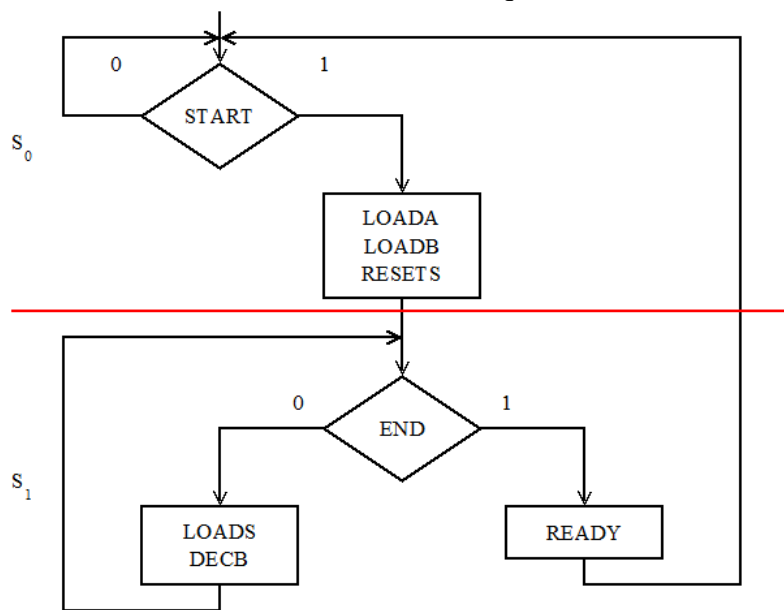 0
1
START
S0
LOADA
LOADB
RESETS
0
1
END
S1
LOADS
DECB
READY